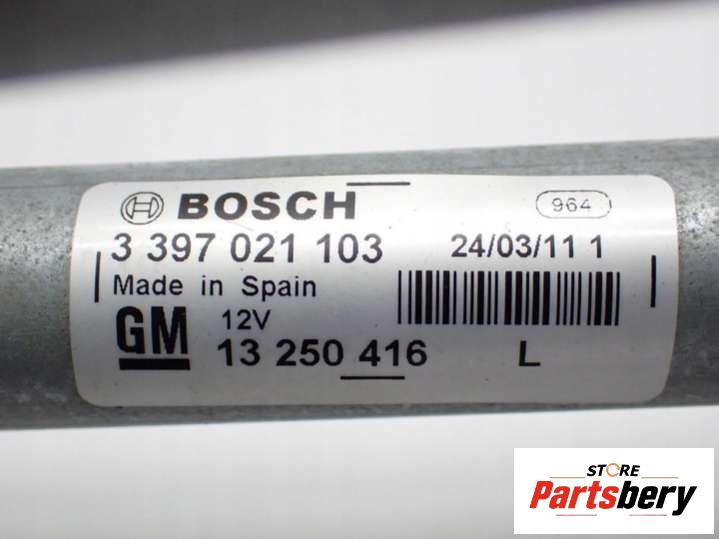 BOSCH 964
3 397 021 103 24/03/11 1
Made in Spain
GM 12V
13 250 416 L
STORE
Partsbery